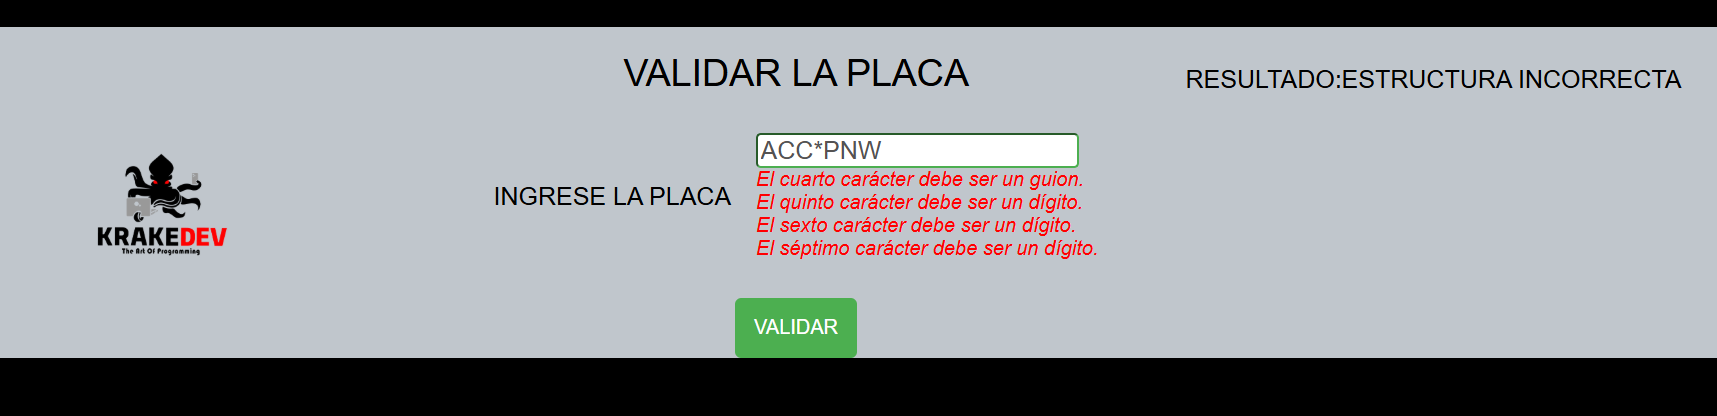 VALIDAR LA PLACA
RESULTADO:ESTRUCTURA INCORRECTA
ACC*PNW
INGRESE LA PLACA
El cuarto carácter debe ser un guion.
El quinto carácter debe ser un dígito.
El sexto carácter debe ser un dígito.
El séptimo carácter debe ser un dígito.
KRAKEDEV
The Art Of Programming
VALIDAR